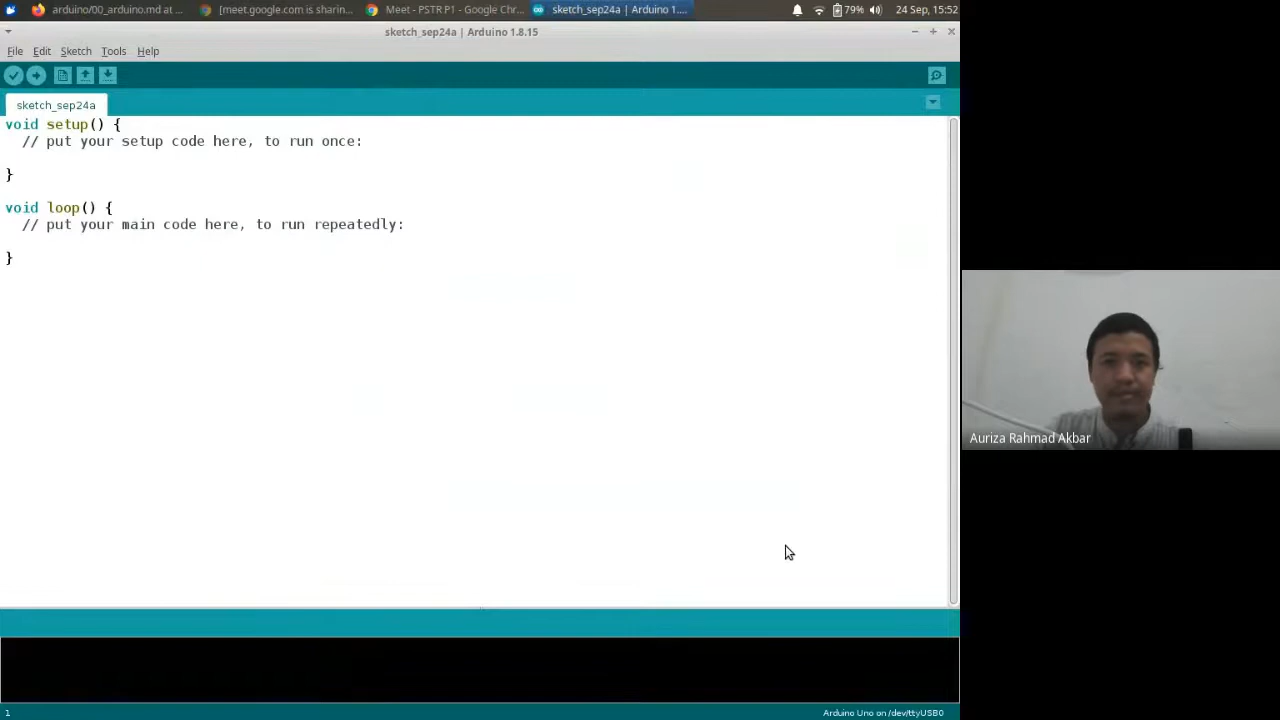 arduino/00_arduino.md at ...
[meet.google.com is sharin...
Meet - PSTR P1 - Google Chr...
sketch_sep24a | Arduino 1....
79%
24 Sep, 15:52
sketch_sep24a | Arduino 1.8.15
File Edit Sketch Tools Help
sketch_sep24a
void setup() {
// put your setup code here, to run once:
}
void loop() {
// put your main code here, to run repeatedly:
}
Auriza Rahmad Akbar
1
Arduino Uno on /dev/ttyUSB0